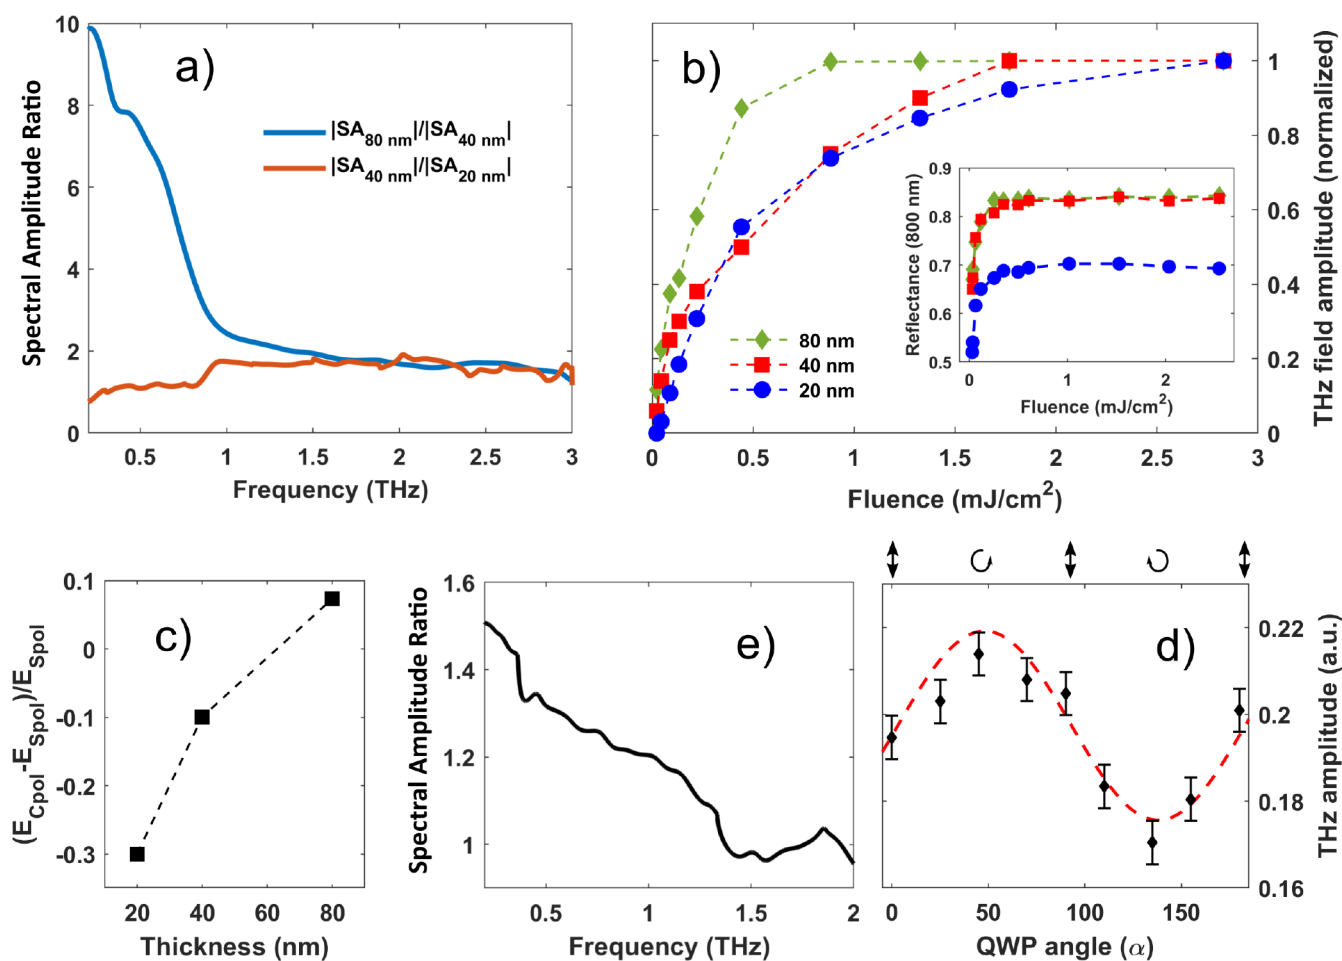 a)
10
8
6
4
2
0
Spectral Amplitude Ratio
|SA80 nm|/|SA40 nm|
|SA40 nm|/|SA20 nm|
0.5
1
1.5
2
2.5
3
Frequency (THz)
b)
1
0.8
0.6
0.4
0.2
0
THz field amplitude (normalized)
80 nm
40 nm
20 nm
0
0.5
1
1.5
2
2.5
3
Fluence (mJ/cm2)
0.9
0.8
0.7
0.6
0.5
Reflectance (800 nm)
0
1
2
Fluence (mJ/cm2)
c)
0.1
0
-0.1
-0.2
-0.3
(ECpol-ESpol)/ESpol
20
40
60
80
Thickness (nm)
e)
1.6
1.4
1.2
1
Spectral Amplitude Ratio
0.5
1
1.5
2
Frequency (THz)
d)
0.22
0.2
0.18
0.16
THz amplitude (a.u.)
0
50
100
150
QWP angle (α)